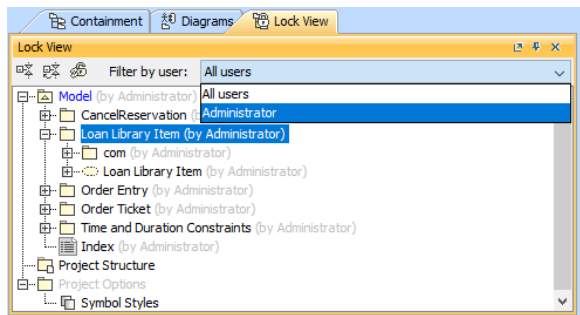 Containment Diagrams Lock View
Lock View
Filter by user: All users
All users
Administrator
Model (by Administrator)
CancelReservation (
Loan Library Item (by Administrator)
com (by Administrator)
Loan Library Item (by Administrator)
Order Entry (by Administrator)
Order Ticket (by Administrator)
Time and Duration Constraints (by Administrator)
Index (by Administrator)
Project Structure
Project Options
Symbol Styles